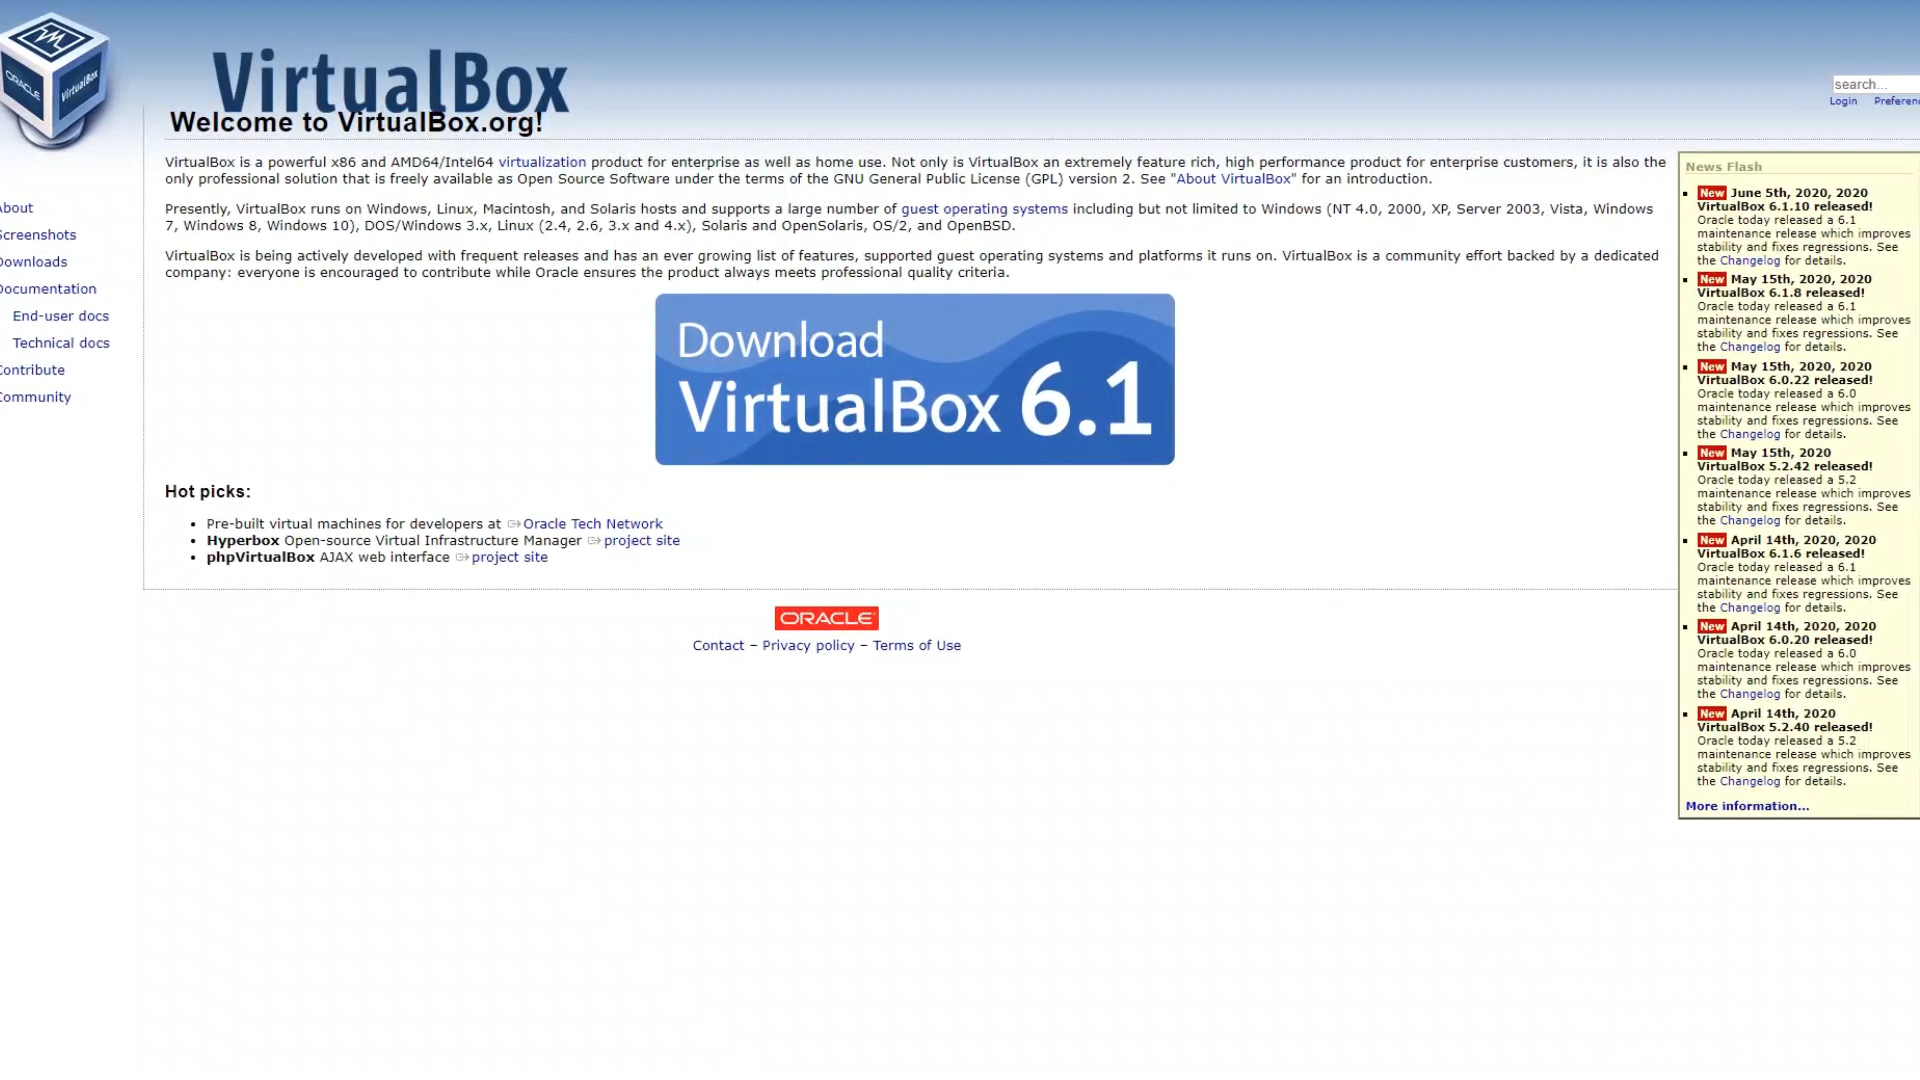 ORACLE
VirtualBox
VirtualBox
Welcome to VirtualBox.org!
search...
Login Preferen
About
Screenshots
Downloads
Documentation
End-user docs
Technical docs
Contribute
Community
VirtualBox is a powerful x86 and AMD64/Intel64 virtualization product for enterprise as well as home use. Not only is VirtualBox an extremely feature rich, high performance product for enterprise customers, it is also the
only professional solution that is freely available as Open Source Software under the terms of the GNU General Public License (GPL) version 2. See "About VirtualBox" for an introduction.
Presently, VirtualBox runs on Windows, Linux, Macintosh, and Solaris hosts and supports a large number of guest operating systems including but not limited to Windows (NT 4.0, 2000, XP, Server 2003, Vista, Windows
7, Windows 8, Windows 10), DOS/Windows 3.x, Linux (2.4, 2.6, 3.x and 4.x), Solaris and OpenSolaris, OS/2, and OpenBSD.
VirtualBox is being actively developed with frequent releases and has an ever growing list of features, supported guest operating systems and platforms it runs on. VirtualBox is a community effort backed by a dedicated
company: everyone is encouraged to contribute while Oracle ensures the product always meets professional quality criteria.
Download
VirtualBox 6.1
Hot picks:
Pre-built virtual machines for developers at Oracle Tech Network
Hyperbox Open-source Virtual Infrastructure Manager project site
phpVirtualBox AJAX web interface project site
ORACLE
Contact – Privacy policy – Terms of Use
News Flash
New June 5th, 2020, 2020
VirtualBox 6.1.10 released!
Oracle today released a 6.1
maintenance release which improves
stability and fixes regressions. See
the Changelog for details.
New May 15th, 2020, 2020
VirtualBox 6.1.8 released!
Oracle today released a 6.1
maintenance release which improves
stability and fixes regressions. See
the Changelog for details.
New May 15th, 2020, 2020
VirtualBox 6.0.22 released!
Oracle today released a 6.0
maintenance release which improves
stability and fixes regressions. See
the Changelog for details.
New May 15th, 2020
VirtualBox 5.2.42 released!
Oracle today released a 5.2
maintenance release which improves
stability and fixes regressions. See
the Changelog for details.
New April 14th, 2020, 2020
VirtualBox 6.1.6 released!
Oracle today released a 6.1
maintenance release which improves
stability and fixes regressions. See
the Changelog for details.
New April 14th, 2020, 2020
VirtualBox 6.0.20 released!
Oracle today released a 6.0
maintenance release which improves
stability and fixes regressions. See
the Changelog for details.
New April 14th, 2020
VirtualBox 5.2.40 released!
Oracle today released a 5.2
maintenance release which improves
stability and fixes regressions. See
the Changelog for details.
More information...